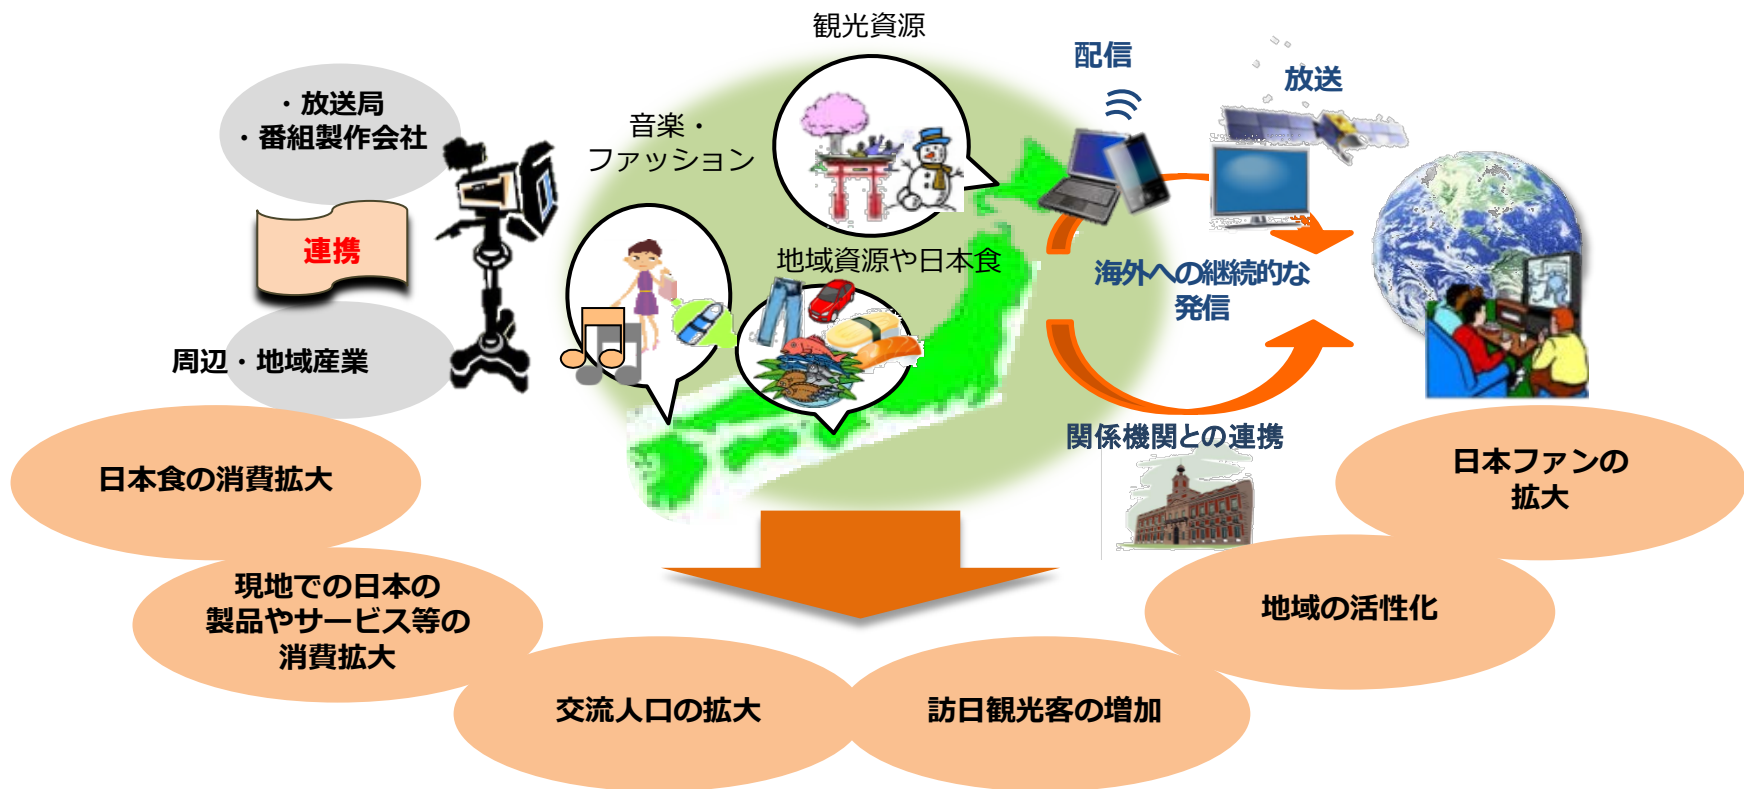 観光資源
・放送局
・番組製作会社
音楽・
ファッション
配信
放送
連携
地域資源や日本食
海外への継続的な
発信
周辺・地域産業
関係機関との連携
日本食の消費拡大
日本ファンの
拡大
現地での日本の
製品やサービス等の
消費拡大
地域の活性化
交流人口の拡大
訪日観光客の増加